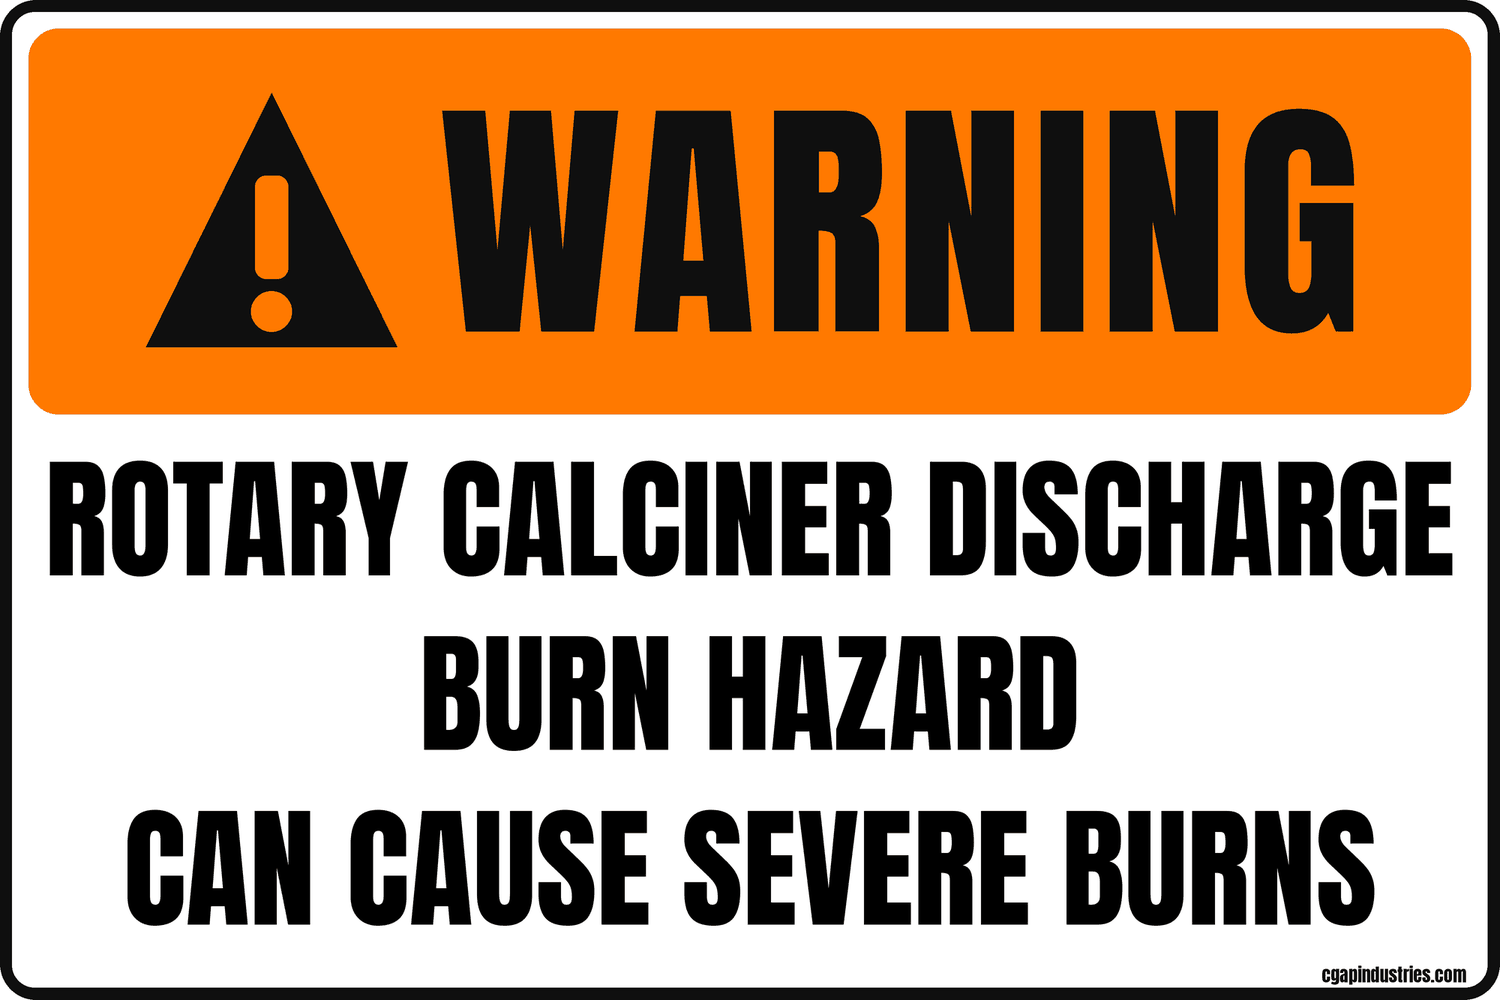 WARNING
ROTARY CALCINER DISCHARGE
BURN HAZARD
CAN CAUSE SEVERE BURNS
cgapindustries.com